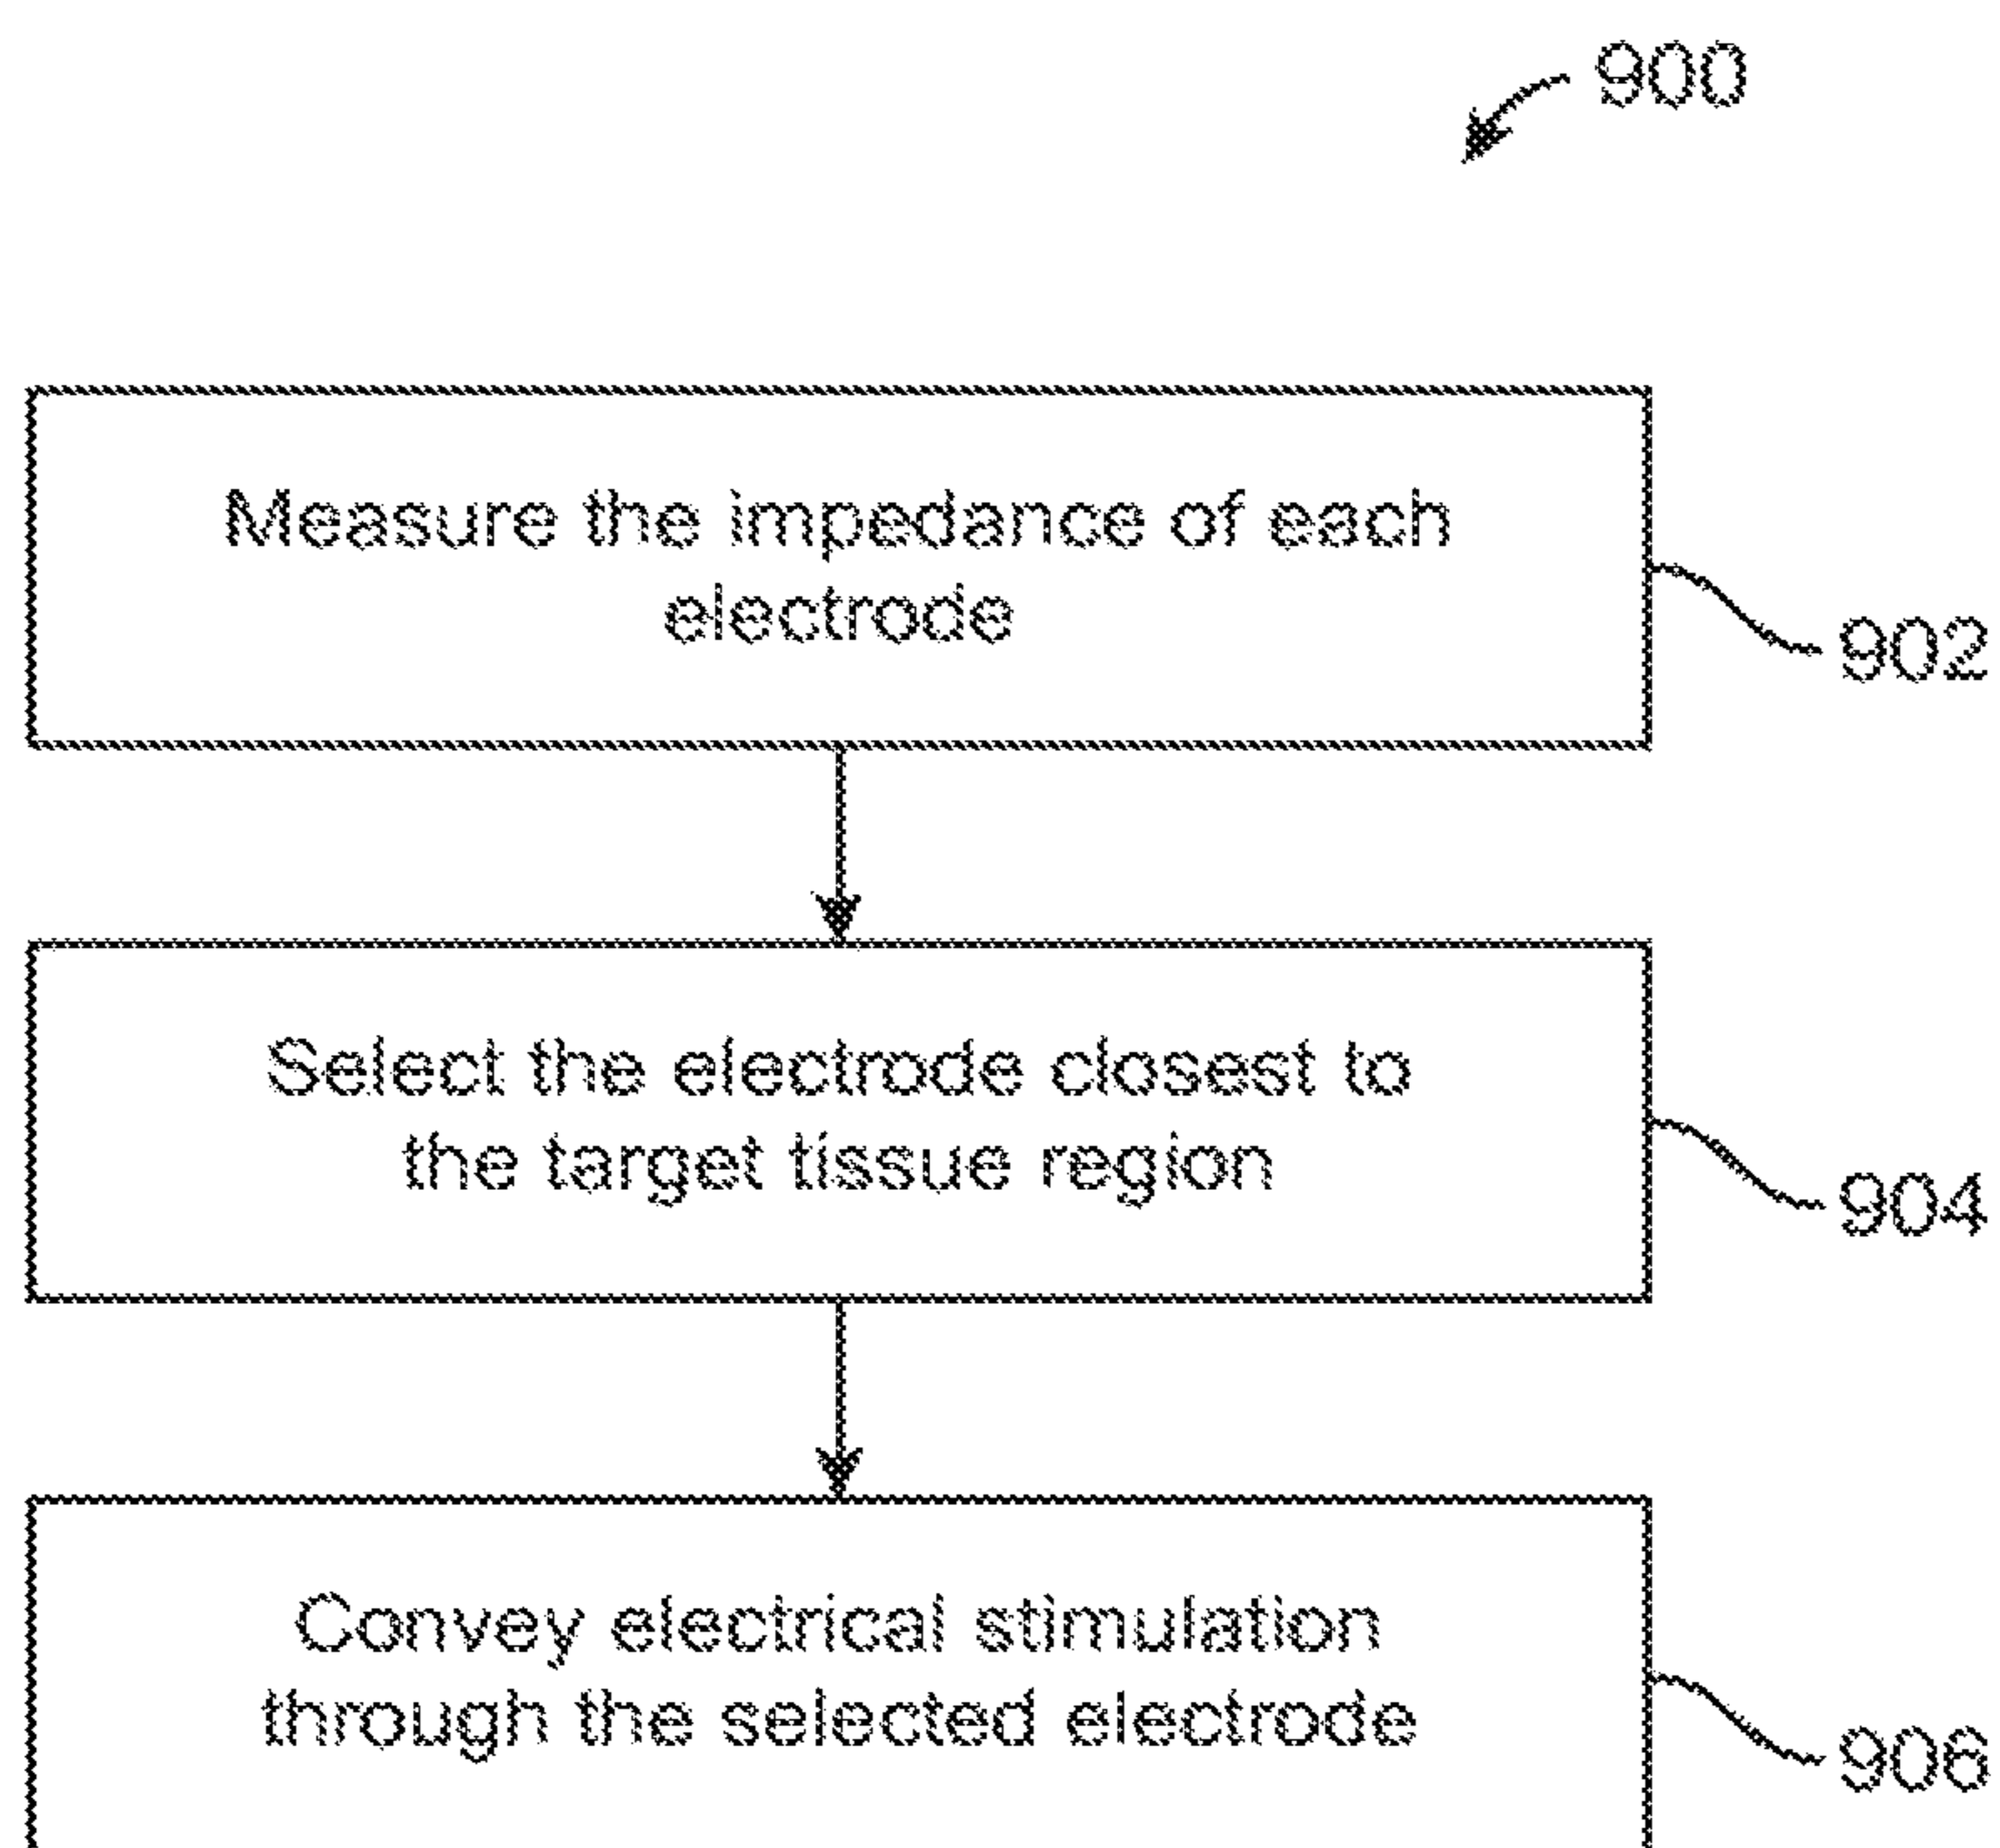 900
Measure the impedance of each
electrode
902
Select the electrode closest to
the target tissue region
904
Convey electrical stimulation
through the selected electrode
906